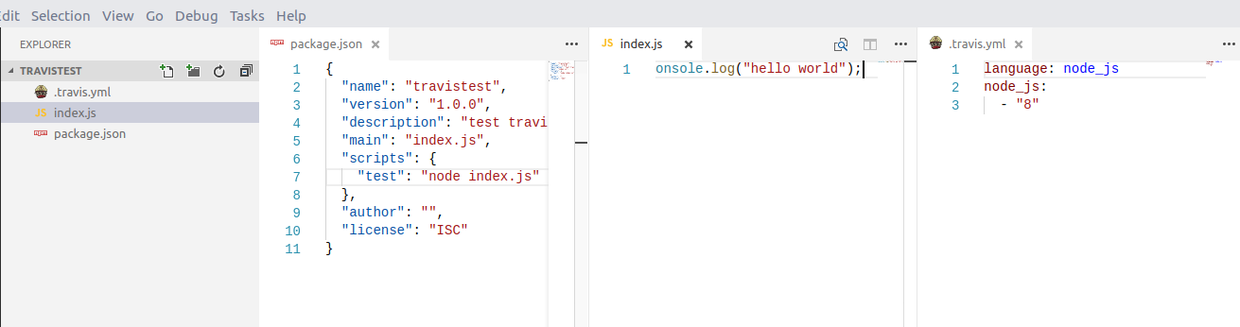 dit Selection View Go Debug Tasks Help
EXPLORER
TRAVISTEST
.travis.yml
JS index.js
package.json
package.json
1 {
2 "name": "travistest",
3 "version": "1.0.0",
4 "description": "test travi
5 "main": "index.js",
6 "scripts": {
7 "test": "node index.js"
8 },
9 "author": "",
10 "license": "ISC"
11 }
JS index.js
1 onsole.log("hello world");
.travis.yml
1 language: node_js
2 node_js:
3 - "8"